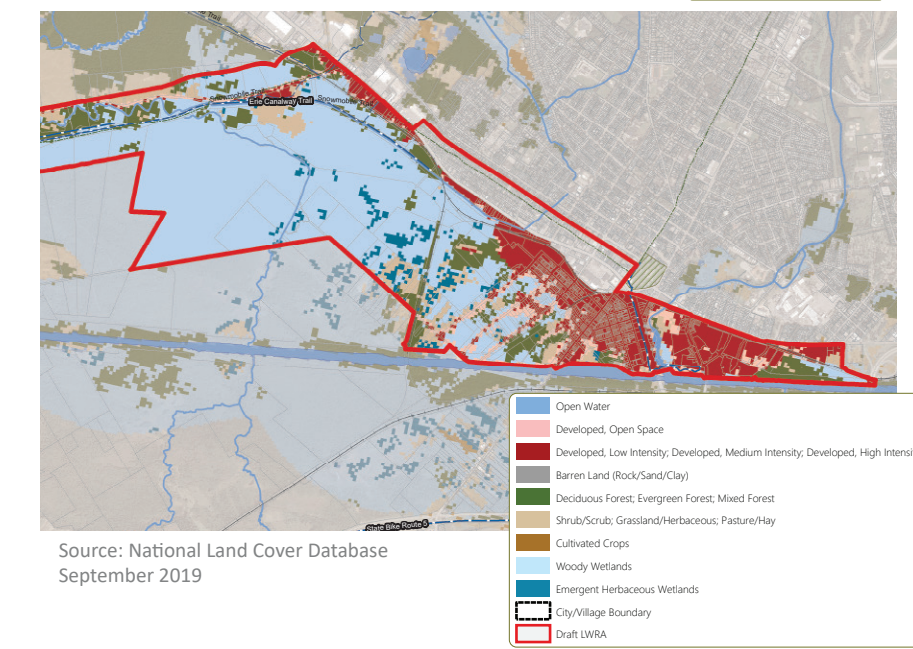 Snowmobile Trail
Erie Canalway Trail
Snowmobile Trail
State Bike Route 5
Source: National Land Cover Database
September 2019
Open Water
Developed, Open Space
Developed, Low Intensity; Developed, Medium Intensity; Developed, High Intensi
Barren Land (Rock/Sand/Clay)
Deciduous Forest; Evergreen Forest; Mixed Forest
Shrub/Scrub; Grassland/Herbaceous; Pasture/Hay
Cultivated Crops
Woody Wetlands
Emergent Herbaceous Wetlands
City/Village Boundary
Draft LWRA